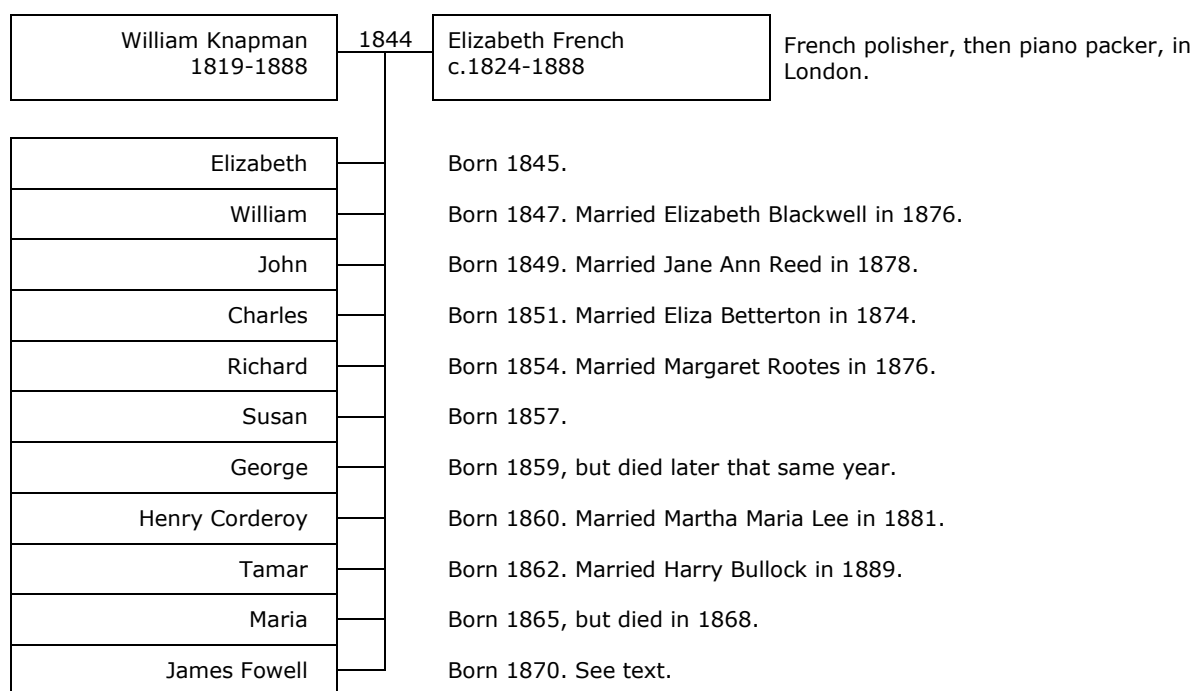 William Knapman 1844 Elizabeth French
1819-1888 c.1824-1888
French polisher, then piano packer, in
London.
Elizabeth Born 1845.
William Born 1847. Married Elizabeth Blackwell in 1876.
John Born 1849. Married Jane Ann Reed in 1878.
Charles Born 1851. Married Eliza Betterton in 1874.
Richard Born 1854. Married Margaret Rootes in 1876.
Susan Born 1857.
George Born 1859, but died later that same year.
Henry Corderoy Born 1860. Married Martha Maria Lee in 1881.
Tamar Born 1862. Married Harry Bullock in 1889.
Maria Born 1865, but died in 1868.
James Fowell Born 1870. See text.